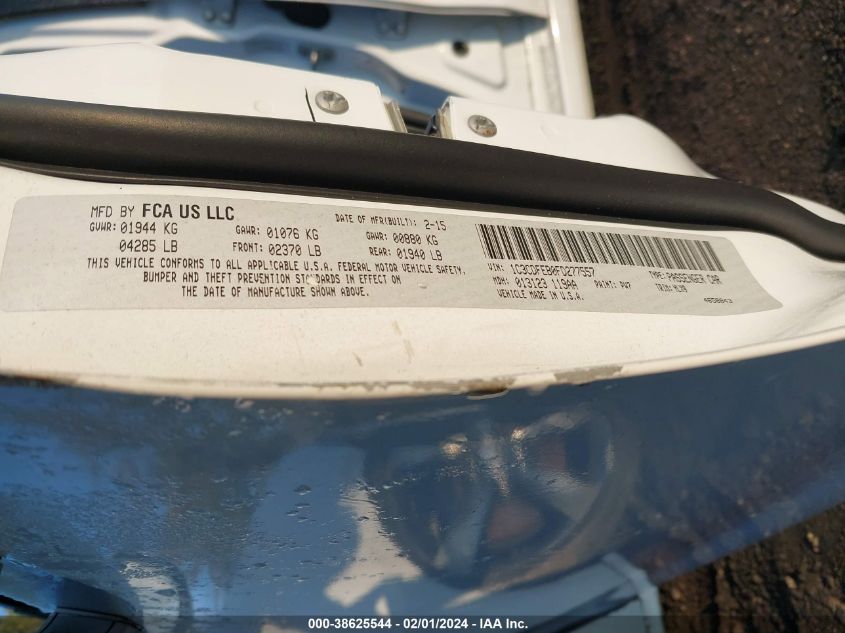 MFD BY FCA US LLC
DATE OF MFR(BUILT): 2-15
GVWR: 01944 KG
GAWR: 01076 KG
GAWR: 00880 KG
04285 LB
FRONT: 02370 LB
REAR: 01940 LB
THIS VEHICLE CONFORMS TO ALL APPLICABLE U.S.A. FEDERAL MOTOR VEHICLE SAFETY,
BUMPER AND THEFT PREVENTION STANDARDS IN EFFECT ON
THE DATE OF MANUFACTURE SHOWN ABOVE.
VIN: 1C3CDFEB0FD277557
TYPE: PASSENGER CAR
MDH: 013123 119AA
PAINT: PW7
VEHICLE MADE IN U.S.A.
000-38625544 - 02/01/2024 - IAA Inc.